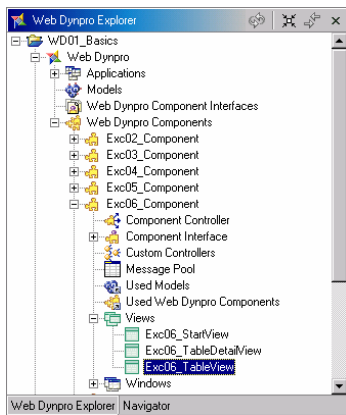 Web Dynpro Explorer
WD01_Basics
Web Dynpro
Applications
Models
Web Dynpro Component Interfaces
Web Dynpro Components
Exc02_Component
Exc03_Component
Exc04_Component
Exc05_Component
Exc06_Component
Component Controller
Component Interface
Custom Controllers
Message Pool
Used Models
Used Web Dynpro Components
Views
Exc06_StartView
Exc06_TableDetailView
Exc06_TableView
Windows
Web Dynpro Explorer Navigator